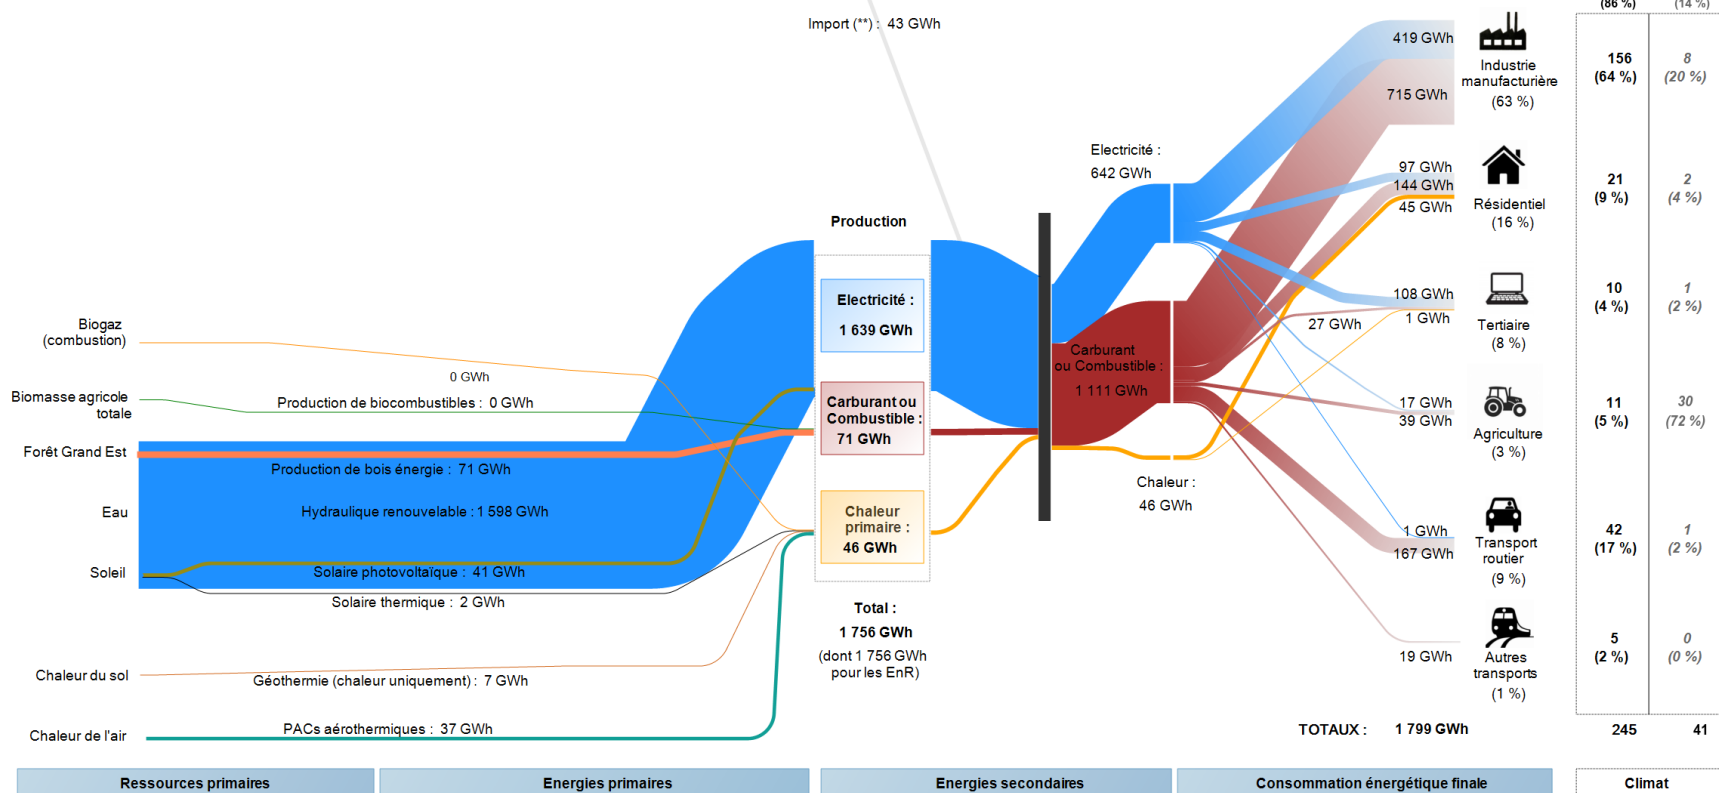 (86 %)
(14 %)
Import (**) : 43 GWh
419 GWh
Industrie
manufacturière
(63 %)
156
(64 %)
8
(20 %)
715 GWh
Electricité :
642 GWh
97 GWh
144 GWh
45 GWh
Résidentiel
(16 %)
21
(9 %)
2
(4 %)
Production
Electricité :
1 639 GWh
108 GWh
1 GWh
27 GWh
Tertiaire
(8 %)
10
(4 %)
1
(2 %)
Biogaz
(combustion)
0 GWh
Carburant
ou Combustible :
1 111 GWh
Biomasse agricole
totale
Production de biocombustibles : 0 GWh
Carburant ou
Combustible :
71 GWh
17 GWh
39 GWh
Agriculture
(3 %)
11
(5 %)
30
(72 %)
Forêt Grand Est
Production de bois énergie : 71 GWh
Chaleur :
46 GWh
Eau
Hydraulique renouvelable : 1 598 GWh
Chaleur
primaire :
46 GWh
1 GWh
167 GWh
Transport
routier
(9 %)
42
(17 %)
1
(2 %)
Soleil
Solaire photovoltaïque : 41 GWh
Solaire thermique : 2 GWh
Total :
1 756 GWh
(dont 1 756 GWh
pour les EnR)
19 GWh
Autres
transports
(1 %)
5
(2 %)
0
(0 %)
Chaleur du sol
Géothermie (chaleur uniquement) : 7 GWh
Chaleur de l'air
PACs aérothermiques : 37 GWh
TOTAUX : 1 799 GWh
245
41
Ressources primaires
Energies primaires
Energies secondaires
Consommation énergétique finale
Climat